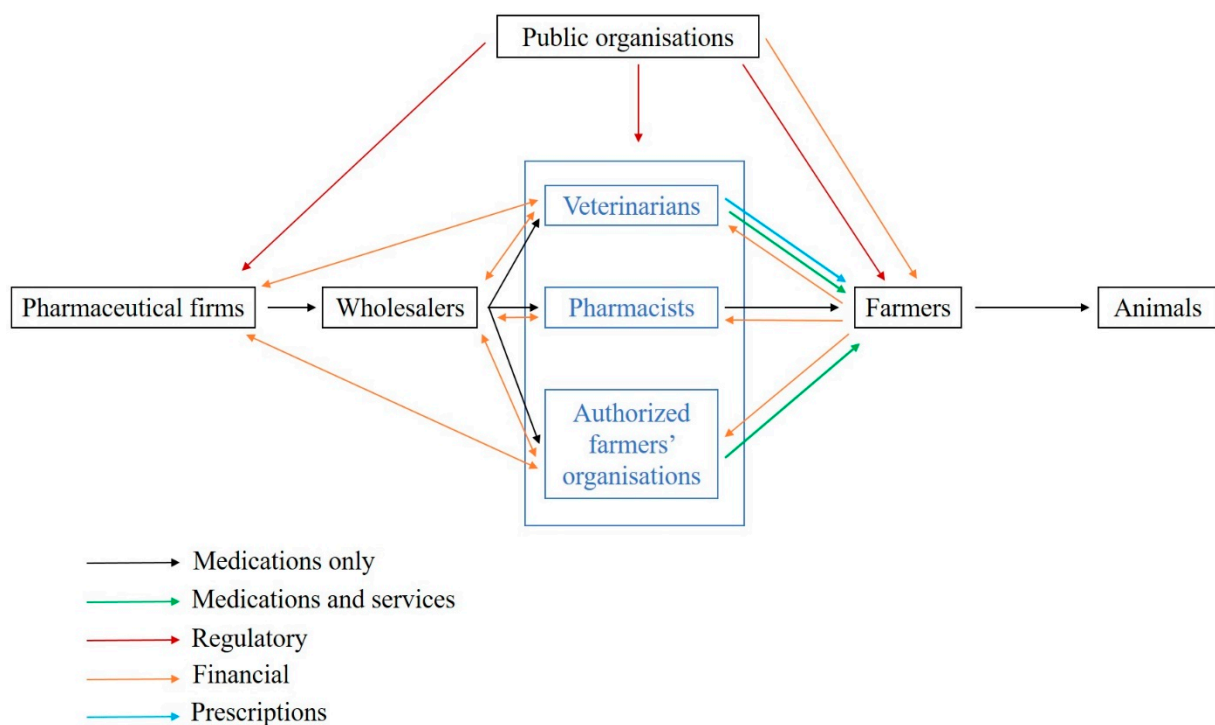 Public organisations
Veterinarians
Pharmaceutical firms
Wholesalers
Pharmacists
Farmers
Animals
Authorized
farmers’
organisations
Medications only
Medications and services
Regulatory
Financial
Prescriptions